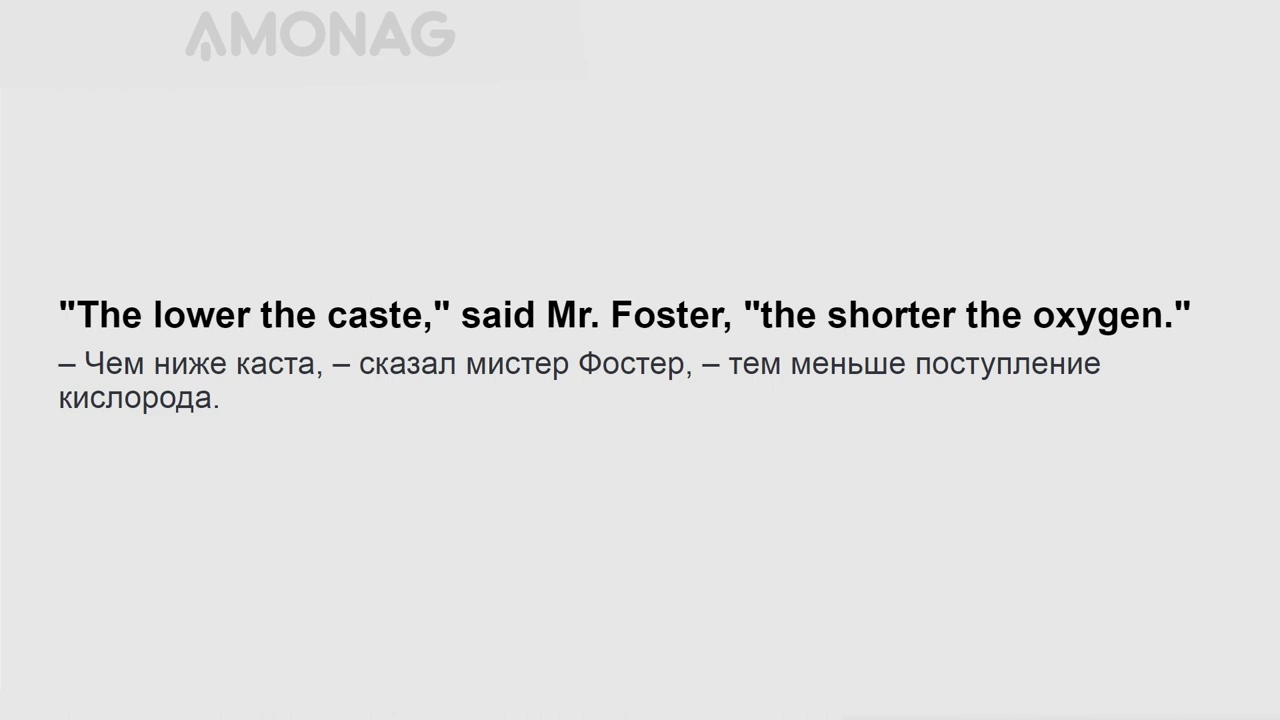 AMONAG
"The lower the caste," said Mr. Foster, "the shorter the oxygen."
– Чем ниже каста, – сказал мистер Фостер, – тем меньше поступление
кислорода.